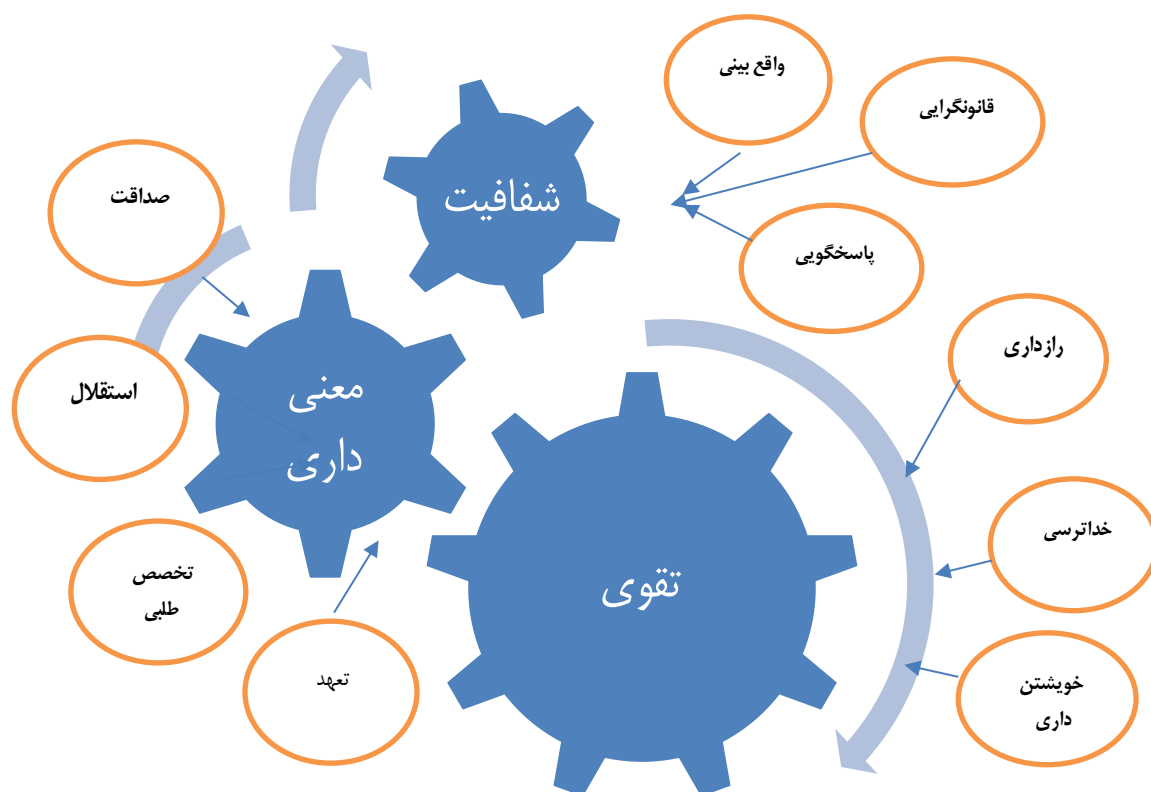 واقع بینی
قانونگرایی
شفافیت
صداقت
پاسخگویی
رازداری
معنی
داری
استقلال
خداترسی
تخصص
طلبی
تقوی
تعهد
خویشتن
داری